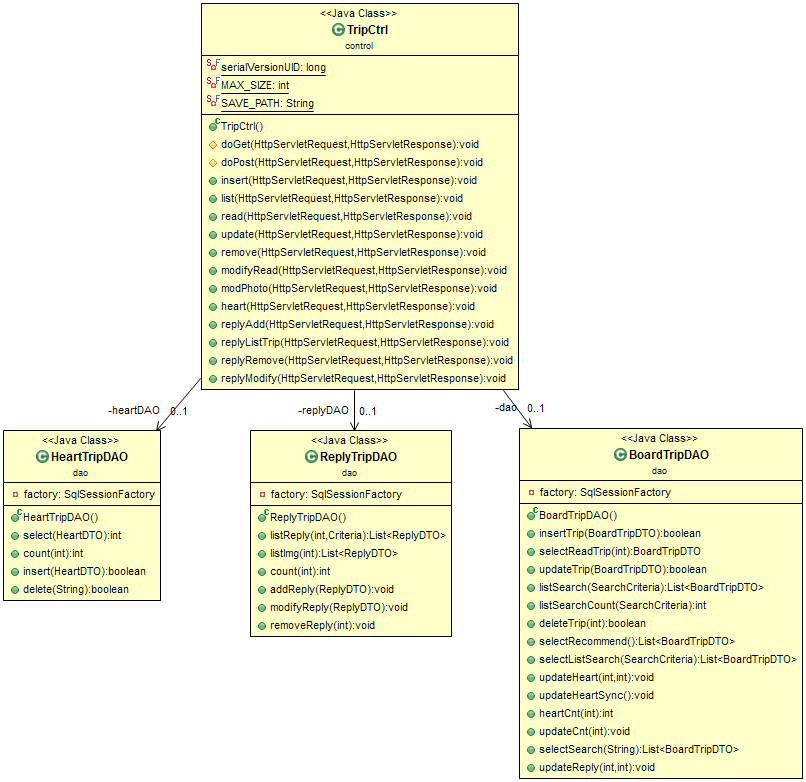 <<Java Class>>
TripCtrl
control
serialVersionUID: long
MAX_SIZE: int
SAVE_PATH: String
TripCtrl()
doGet(HttpServletRequest,HttpServletResponse):void
doPost(HttpServletRequest,HttpServletResponse):void
insert(HttpServletRequest,HttpServletResponse):void
list(HttpServletRequest,HttpServletResponse):void
read(HttpServletRequest,HttpServletResponse):void
update(HttpServletRequest,HttpServletResponse):void
remove(HttpServletRequest,HttpServletResponse):void
modifyRead(HttpServletRequest,HttpServletResponse):void
modPhoto(HttpServletRequest,HttpServletResponse):void
heart(HttpServletRequest,HttpServletResponse):void
replyAdd(HttpServletRequest,HttpServletResponse):void
replyListTrip(HttpServletRequest,HttpServletResponse):void
replyRemove(HttpServletRequest,HttpServletResponse):void
replyModify(HttpServletRequest,HttpServletResponse):void
-heartDAO 0..1
-replyDAO 0..1
-dao 0..1
<<Java Class>>
HeartTripDAO
dao
factory: SqlSessionFactory
HeartTripDAO()
select(HeartDTO):int
count(int):int
insert(HeartDTO):boolean
delete(String):boolean
<<Java Class>>
ReplyTripDAO
dao
factory: SqlSessionFactory
ReplyTripDAO()
listReply(int,Criteria):List<ReplyDTO>
listImg(int):List<ReplyDTO>
count(int):int
addReply(ReplyDTO):void
modifyReply(ReplyDTO):void
removeReply(int):void
<<Java Class>>
BoardTripDAO
dao
factory: SqlSessionFactory
BoardTripDAO()
insertTrip(BoardTripDTO):boolean
selectReadTrip(int):BoardTripDTO
updateTrip(BoardTripDTO):boolean
listSearch(SearchCriteria):List<BoardTripDTO>
listSearchCount(SearchCriteria):int
deleteTrip(int):boolean
selectRecommend():List<BoardTripDTO>
selectListSearch(SearchCriteria):List<BoardTripDTO>
updateHeart(int,int):void
updateHeartSync():void
heartCnt(int):int
updateCnt(int):void
selectSearch(String):List<BoardTripDTO>
updateReply(int,int):void